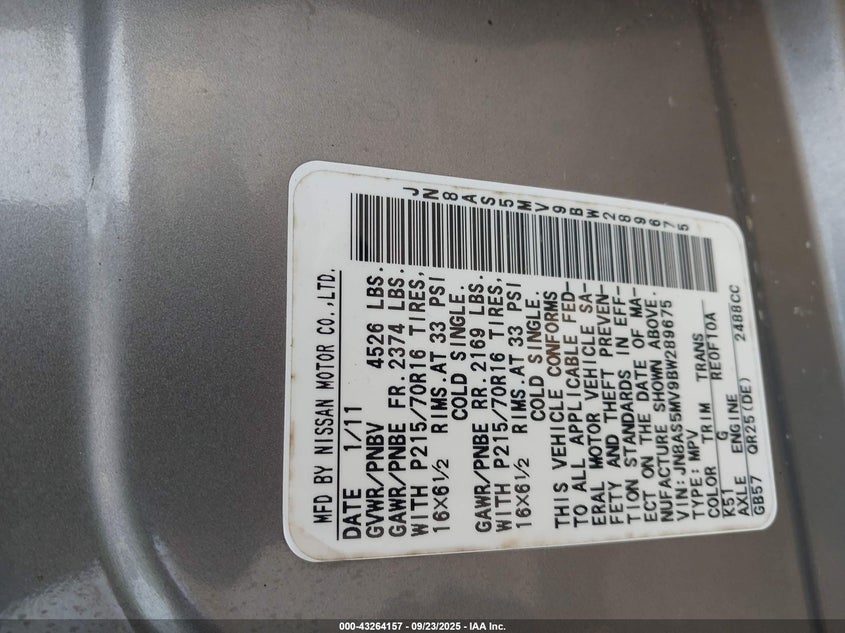 MFD BY NISSAN MOTOR CO.,LTD.
DATE 1/11
GVWR/PNBV 4526 LBS.
GAWR/PNBE FR. 2374 LBS.
WITH P215/70R16 TIRES,
16X6½ RIMS.AT 33 PSI
COLD SINGLE.
GAWR/PNBE RR. 2169 LBS.
WITH P215/70R16 TIRES,
16X6½ RIMS.AT 33 PSI
COLD SINGLE.
THIS VEHICLE CONFORMS
TO ALL APPLICABLE FED-
ERAL MOTOR VEHICLE SA-
FETY AND THEFT PREVEN-
TION STANDARDS IN EFF-
ECT ON THE DATE OF MA-
NUFACTURE SHOWN ABOVE.
VIN:JN8AS5MV9BW289675
TYPE:MPV
COLOR TRIM TRANS
K51 G RE0F10A
AXLE ENGINE
GB57 QR25(DE) 2488CC
JN8AS5MV9BW289675
000-43264157 - 09/23/2025 - IAA Inc.